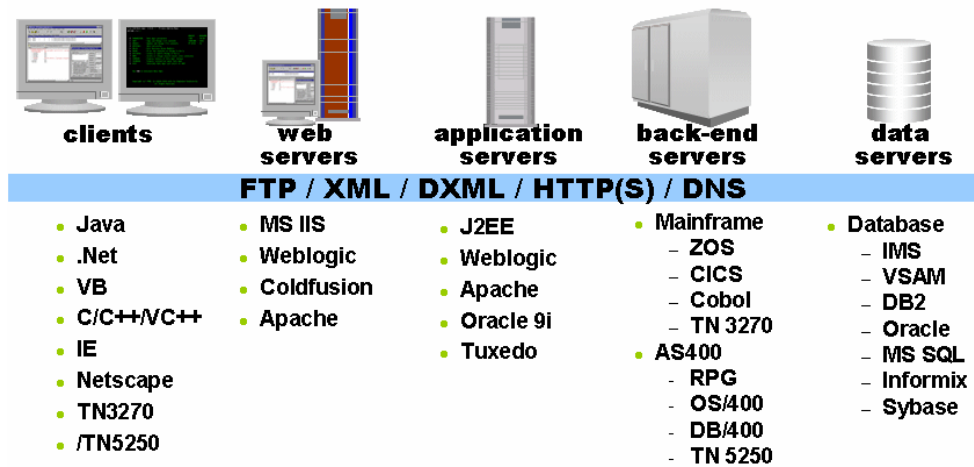 clients
web
servers
application
servers
back-end
servers
data
servers
FTP / XML / DXML / HTTP(S) / DNS
• Java
• .Net
• VB
• C/C++/VC++
• IE
• Netscape
• TN3270
• /TN5250
• MS IIS
• Weblogic
• Coldfusion
• Apache
• J2EE
• Weblogic
• Apache
• Oracle 9i
• Tuxedo
• Mainframe
– ZOS
– CICS
– Cobol
– TN 3270
• AS400
- RPG
- OS/400
- DB/400
- TN 5250
• Database
– IMS
– VSAM
– DB2
– Oracle
– MS SQL
– Informix
– Sybase